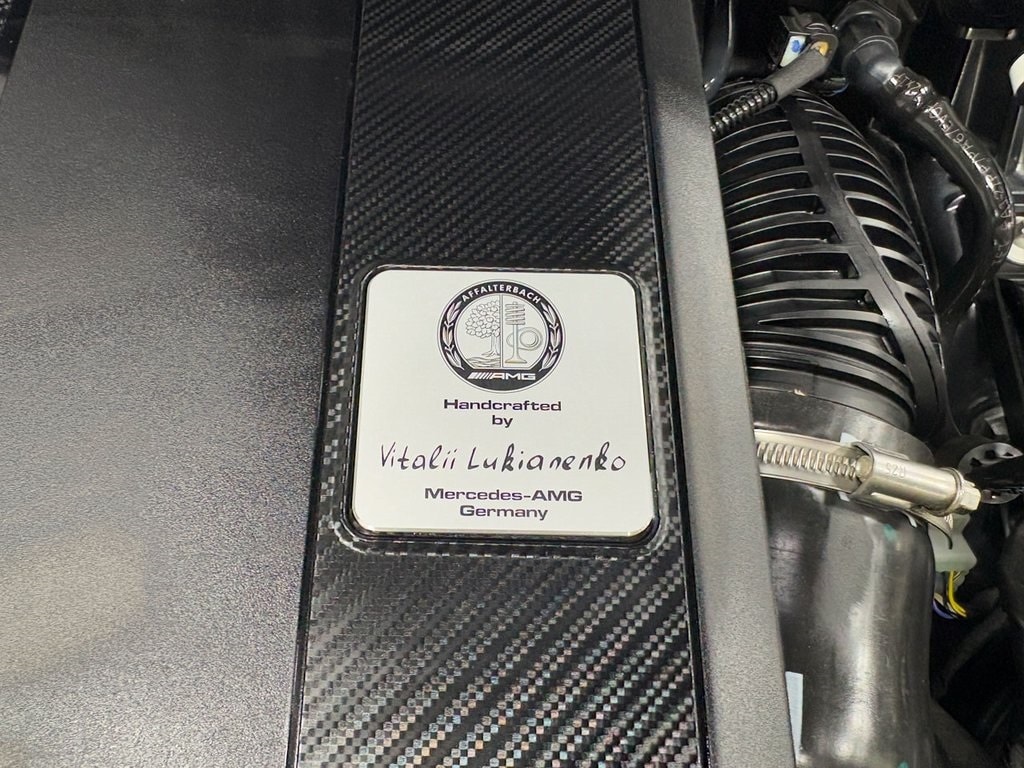 AFFALTERBACH
AMG
Handcrafted
by
Vitalii Lukianenko
Mercedes-AMG
Germany